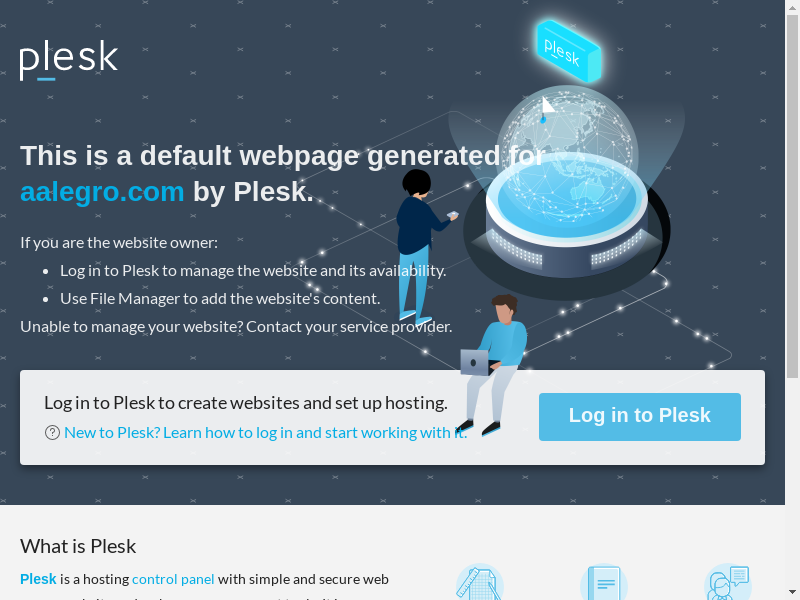 plesk
plesk
This is a default webpage generated for
aalegro.com by Plesk.
If you are the website owner:
• Log in to Plesk to manage the website and its availability.
• Use File Manager to add the website's content.
Unable to manage your website? Contact your service provider.
Log in to Plesk to create websites and set up hosting.
Log in to Plesk
? New to Plesk? Learn how to log in and start working with it.
What is Plesk
Plesk is a hosting control panel with simple and secure web